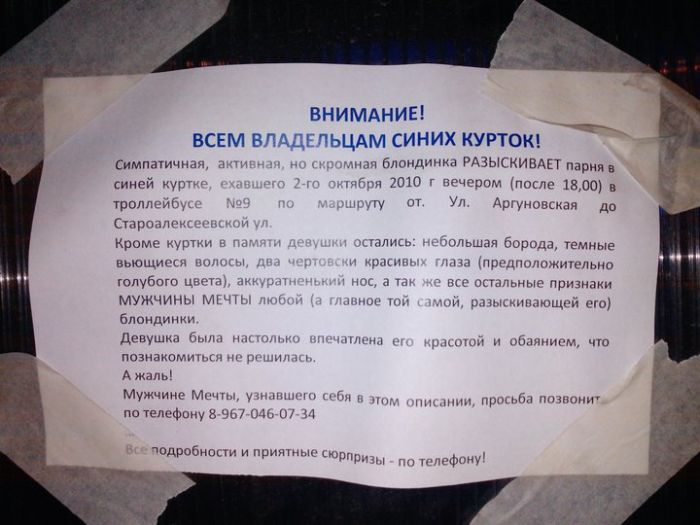 ВНИМАНИЕ!
ВСЕМ ВЛАДЕЛЬЦАМ СИНИХ КУРТОК!
Симпатичная, активная, но скромная блондинка РАЗЫСКИВАЕТ парня в
синей куртке, ехавшего 2-го октября 2010 г вечером (после 18,00) в
троллейбусе №9 по маршруту от. Ул. Аргуновская до
Староалексеевской ул.
Кроме куртки в памяти девушки остались: небольшая борода, темные
вьющиеся волосы, два чертовски красивых глаза (предположительно
голубого цвета), аккуратненький нос, а так же все остальные признаки
МУЖЧИНЫ МЕЧТЫ любой (а главное той самой, разыскивающей его)
блондинки.
Девушка была настолько впечатлена его красотой и обаянием, что
познакомиться не решилась.
А жаль!
Мужчине Мечты, узнавшего себя в этом описании, просьба позвонит
по телефону 8-967-046-07-34
...
Все подробности и приятные сюрпризы - по телефону!